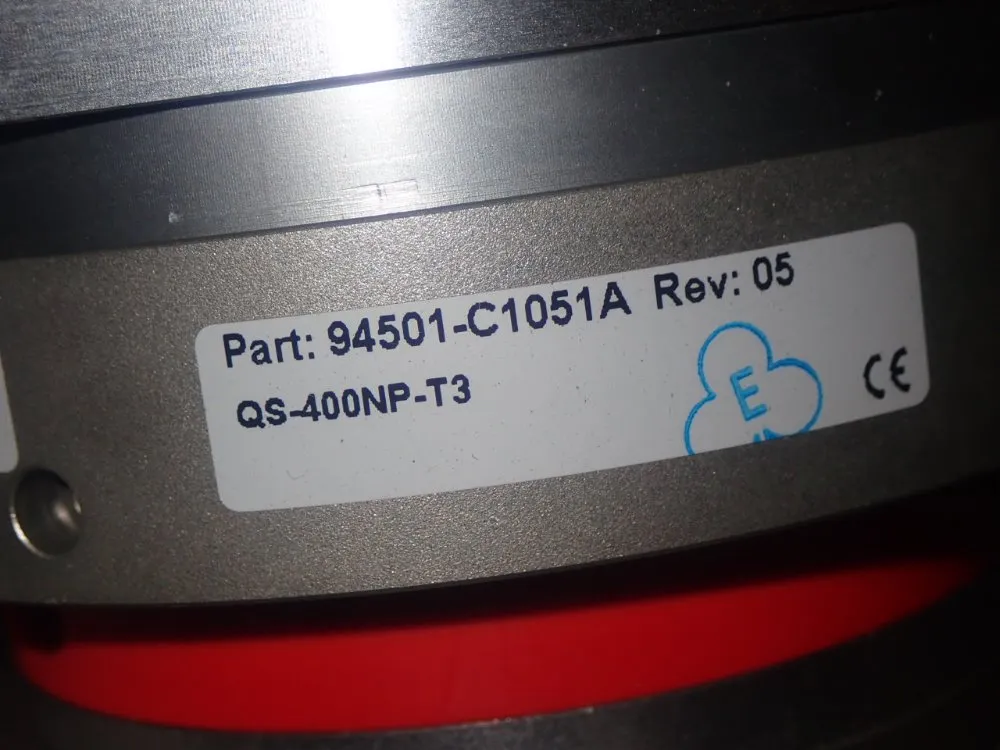 Part: 94501-C1051A Rev: 05
QS-400NP-T3
E
CE